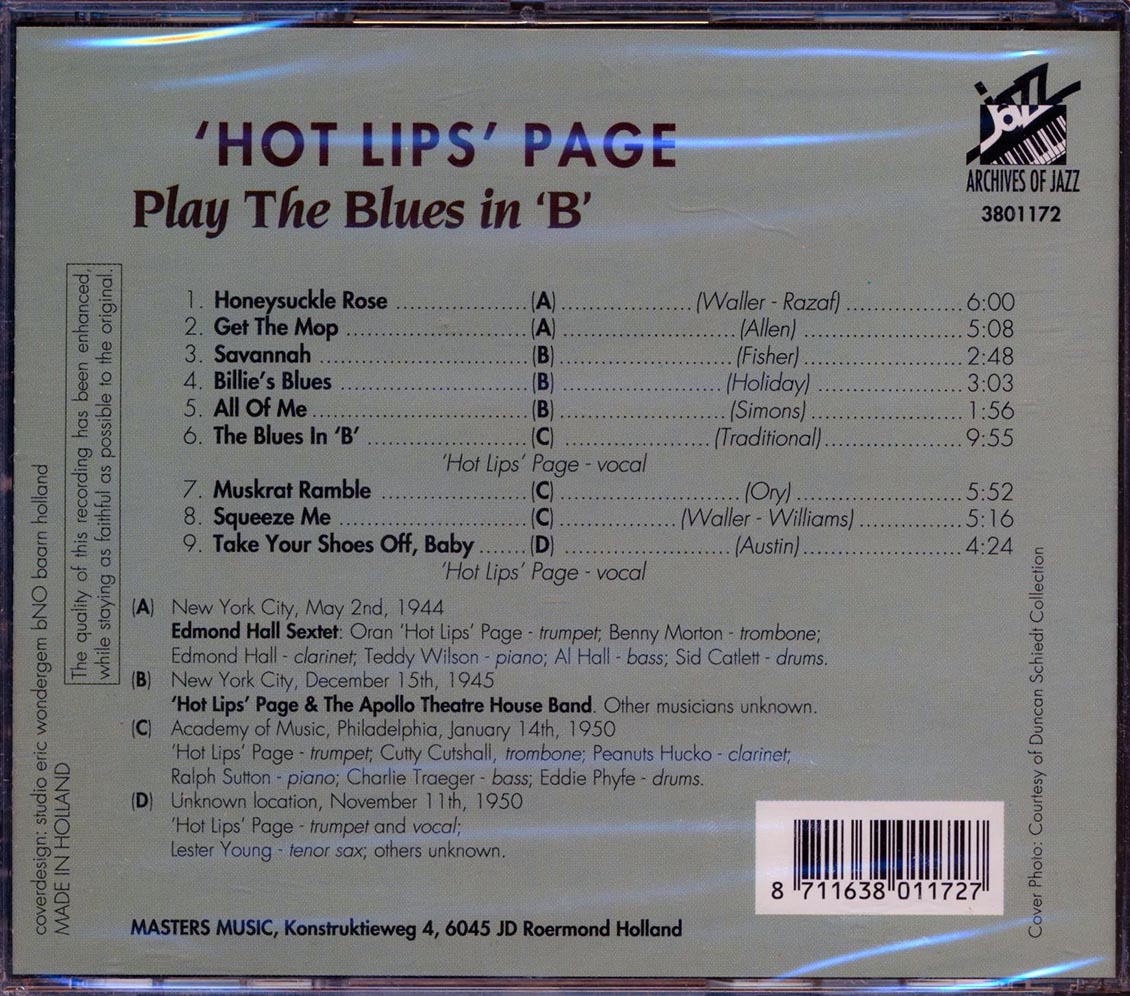 'HOT LIPS' PAGE
Play The Blues in 'B'
jazz
jazz
ARCHIVES OF JAZZ
3801172
1. Honeysuckle Rose (A) (Waller - Razaf) 6:00
2. Get The Mop (A) (Allen) 5:08
3. Savannah (B) (Fisher) 2:48
4. Billie's Blues (B) (Holiday) 3:03
5. All Of Me (B) (Simons) 1:56
6. The Blues In 'B' (C) (Traditional) 9:55
'Hot Lips' Page - vocal
7. Muskrat Ramble (C) (Ory) 5:52
8. Squeeze Me (C) (Waller - Williams) 5:16
9. Take Your Shoes Off, Baby (D) (Austin) 4:24
'Hot Lips' Page - vocal
(A) New York City, May 2nd, 1944
Edmond Hall Sextet: Oran 'Hot Lips' Page - trumpet; Benny Morton - trombone;
Edmond Hall - clarinet; Teddy Wilson - piano; Al Hall - bass; Sid Catlett - drums.
(B) New York City, December 15th, 1945
'Hot Lips' Page & The Apollo Theatre House Band. Other musicians unknown.
(C) Academy of Music, Philadelphia, January 14th, 1950
'Hot Lips' Page - trumpet; Cutty Cutshall, trombone; Peanuts Hucko - clarinet;
Ralph Sutton - piano; Charlie Traeger - bass; Eddie Phyfe - drums.
(D) Unknown location, November 11th, 1950
'Hot Lips' Page - trumpet and vocal;
Lester Young - tenor sax; others unknown.
MASTERS MUSIC, Konstruktieweg 4, 6045 JD Roermond Holland
8 711638 011727
The quality of this recording has been enhanced,
while staying as faithful as possible to the original.
coverdesign: studio eric wondergem bNO baarn holland
MADE IN HOLLAND
Cover Photo: Courtesy of Duncan Schiedt Collection